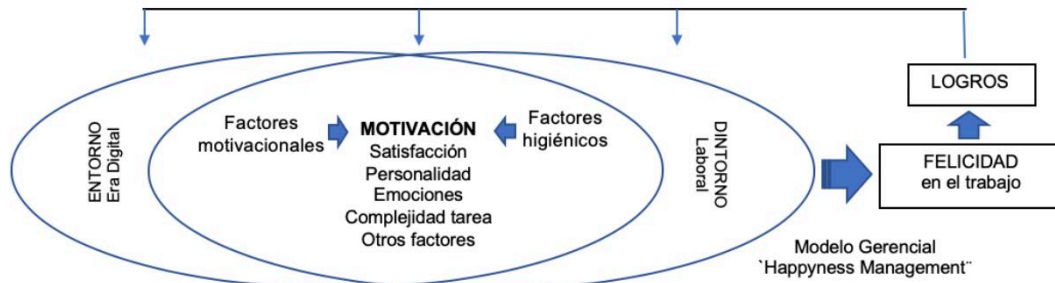 LOGROS
ENTORNO
Era Digital
Factores
motivacionales
MOTIVACIÓN
Satisfacción
Personalidad
Emociones
Complejidad tarea
Otros factores
Factores
higiénicos
DINTORNO
Laboral
FELICIDAD
en el trabajo
Modelo Gerencial
`Happyness Management¨